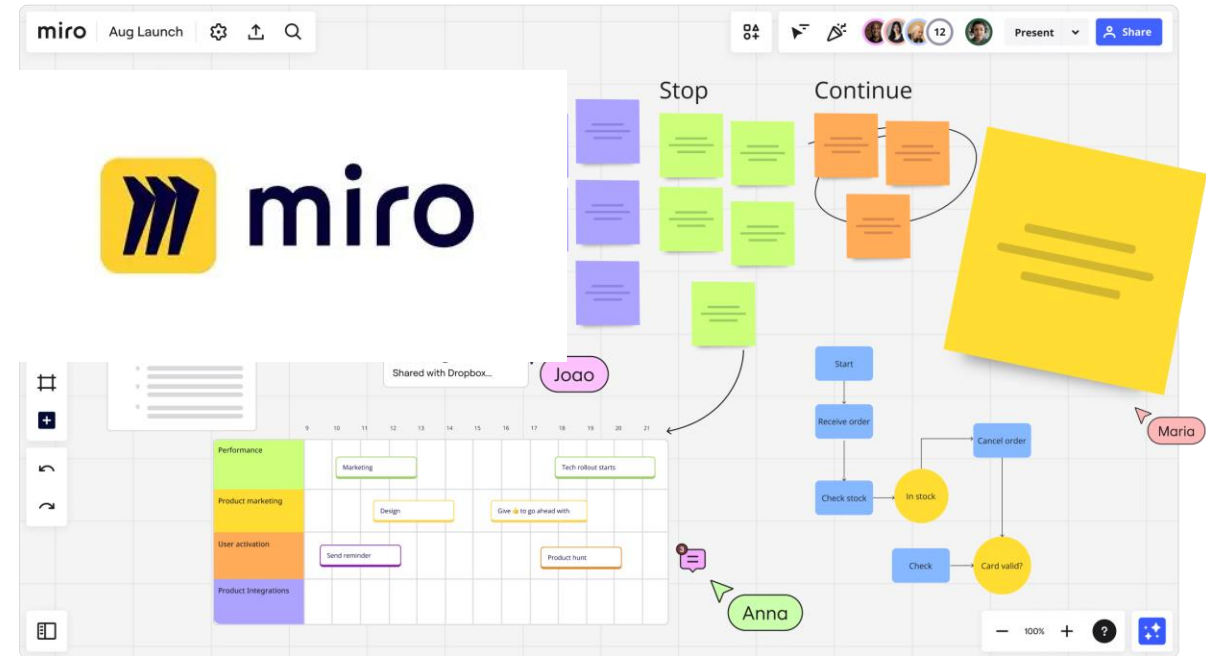 miro
Aug Launch
12
Present
Share
Stop
Continue
miro
Shared with Dropbox...
Joao
Maria
Anna
9 10 11 12 13 14 15 16 17 18 19 20 21
Performance
Marketing
Tech rollout starts
Product marketing
Design
Give 👍 to go ahead with
User activation
Send reminder
Product hunt
Product Integrations
3
Start
Receive order
Check stock
In stock
Cancel order
Check
Card valid?
100%
?